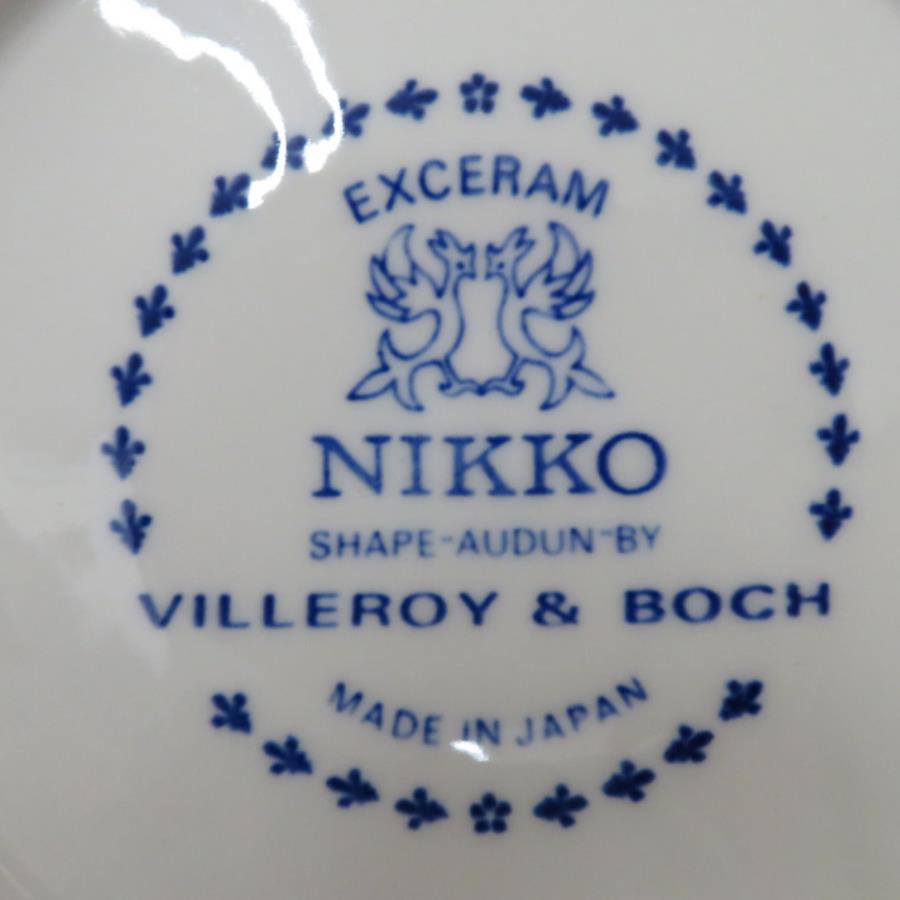 EXCERAM
NIKKO
SHAPE-AUDUN-BY
VILLEROY & BOCH
MADE IN JAPAN